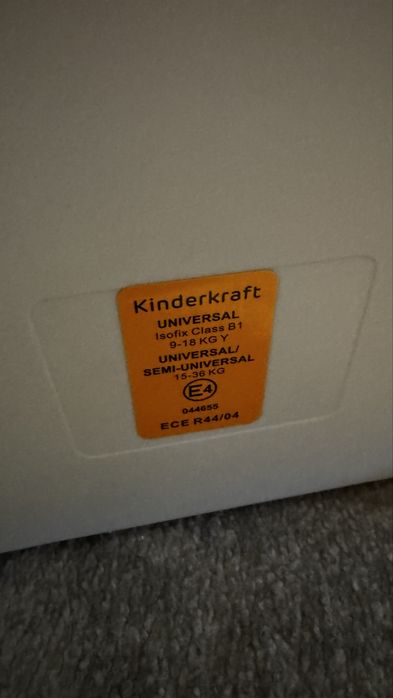 Kinderkraft
UNIVERSAL
Isofix Class B1
9-18 KG Y
UNIVERSAL/
SEMI-UNIVERSAL
15-36 KG
E4
044655
ECE R44/04